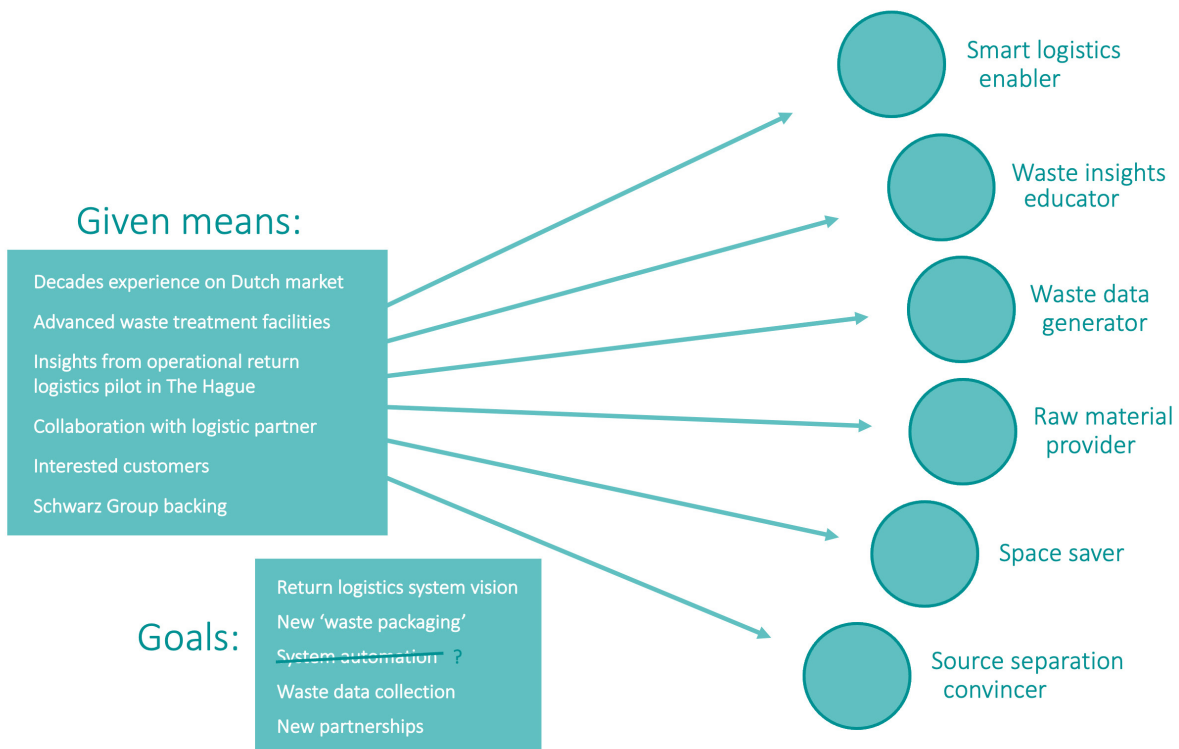 Given means:
Decades experience on Dutch market
Advanced waste treatment facilities
Insights from operational return
logistics pilot in The Hague
Collaboration with logistic partner
Interested customers
Schwarz Group backing
Goals:
Return logistics system vision
New ‘waste packaging’
System automation ?
Waste data collection
New partnerships
Smart logistics
enabler
Waste insights
educator
Waste data
generator
Raw material
provider
Space saver
Source separation
convincer